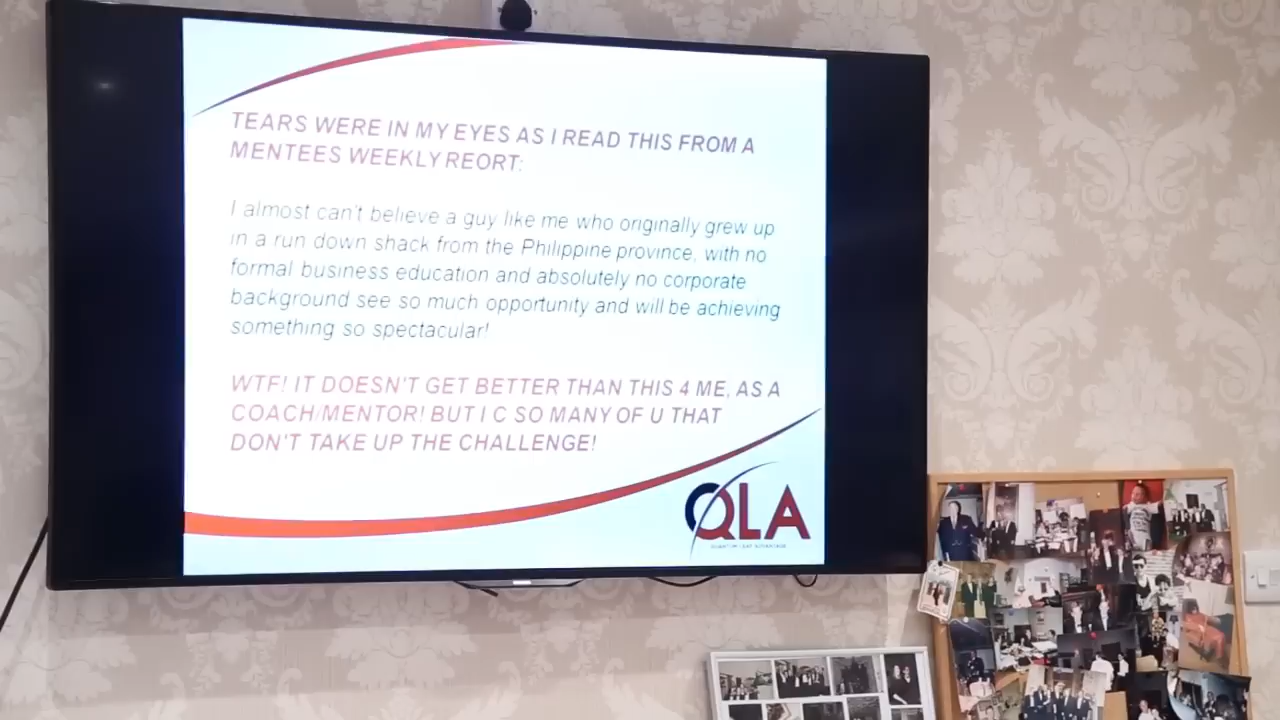 TEARS WERE IN MY EYES AS I READ THIS FROM A
MENTEES WEEKLY REORT:
I almost can't believe a guy like me who originally grew up
in a run down shack from the Philippine province, with no
formal business education and absolutely no corporate
background see so much opportunity and will be achieving
something so spectacular!
WTF! IT DOESN'T GET BETTER THAN THIS 4 ME, AS A
COACH/MENTOR! BUT I C SO MANY OF U THAT
DON'T TAKE UP THE CHALLENGE!
QLA
QUANTUM LEAP ADVANTAGE